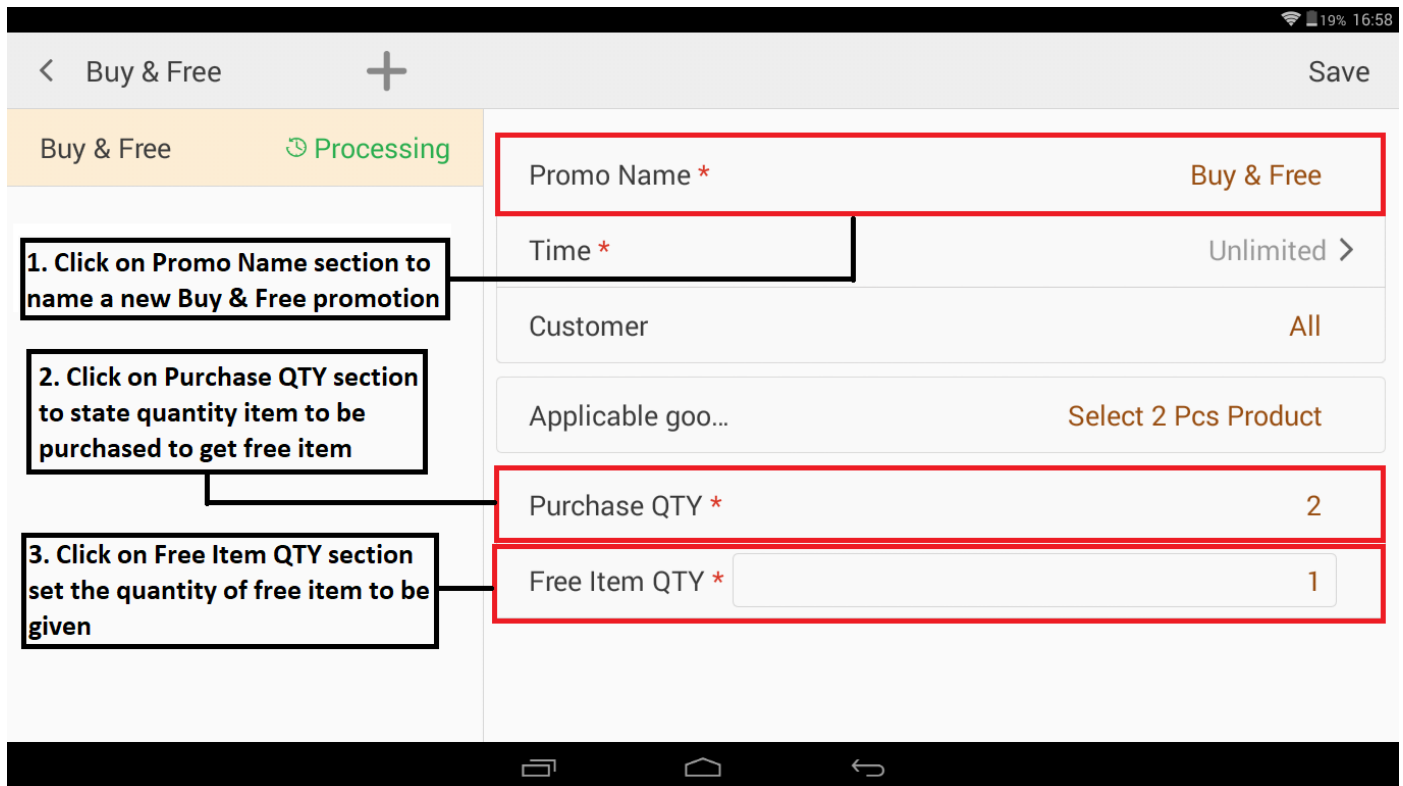 19% 16:58
Buy & Free
Save
Buy & Free
Processing
Promo Name *
Buy & Free
Time *
Unlimited
Customer
All
Applicable goo...
Select 2 Pcs Product
Purchase QTY *
2
Free Item QTY *
1
1. Click on Promo Name section to
name a new Buy & Free promotion
2. Click on Purchase QTY section
to state quantity item to be
purchased to get free item
3. Click on Free Item QTY section
set the quantity of free item to be
given